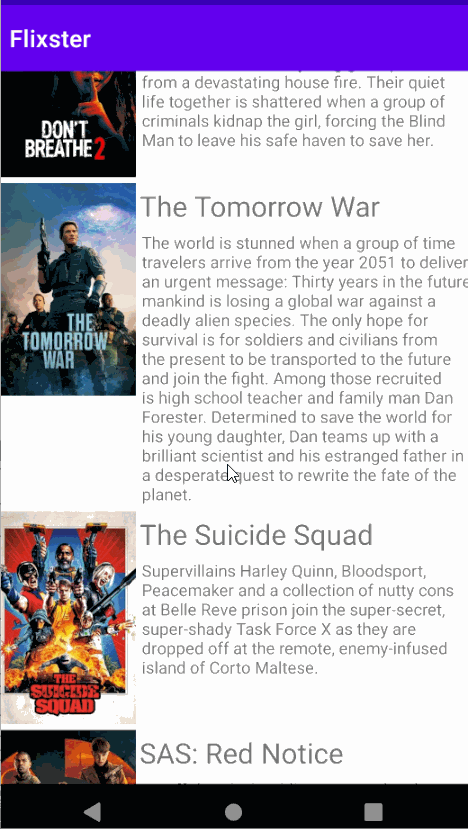 Flixster
from a devastating house fire. Their quiet
life together is shattered when a group of
criminals kidnap the girl, forcing the Blind
Man to leave his safe haven to save her.
DON'T
BREATHE 2
The Tomorrow War
The world is stunned when a group of time
travelers arrive from the year 2051 to deliver
an urgent message: Thirty years in the future
mankind is losing a global war against a
deadly alien species. The only hope for
survival is for soldiers and civilians from
the present to be transported to the future
and join the fight. Among those recruited
is high school teacher and family man Dan
Forester. Determined to save the world for
his young daughter, Dan teams up with a
brilliant scientist and his estranged father in
a desperate quest to rewrite the fate of the
planet.
THE
TOMORROW
WAR
The Suicide Squad
Supervillains Harley Quinn, Bloodsport,
Peacemaker and a collection of nutty cons
at Belle Reve prison join the super-secret,
super-shady Task Force X as they are
dropped off at the remote, enemy-infused
island of Corto Maltese.
THE
SUICIDE
SQUAD
SAS: Red Notice